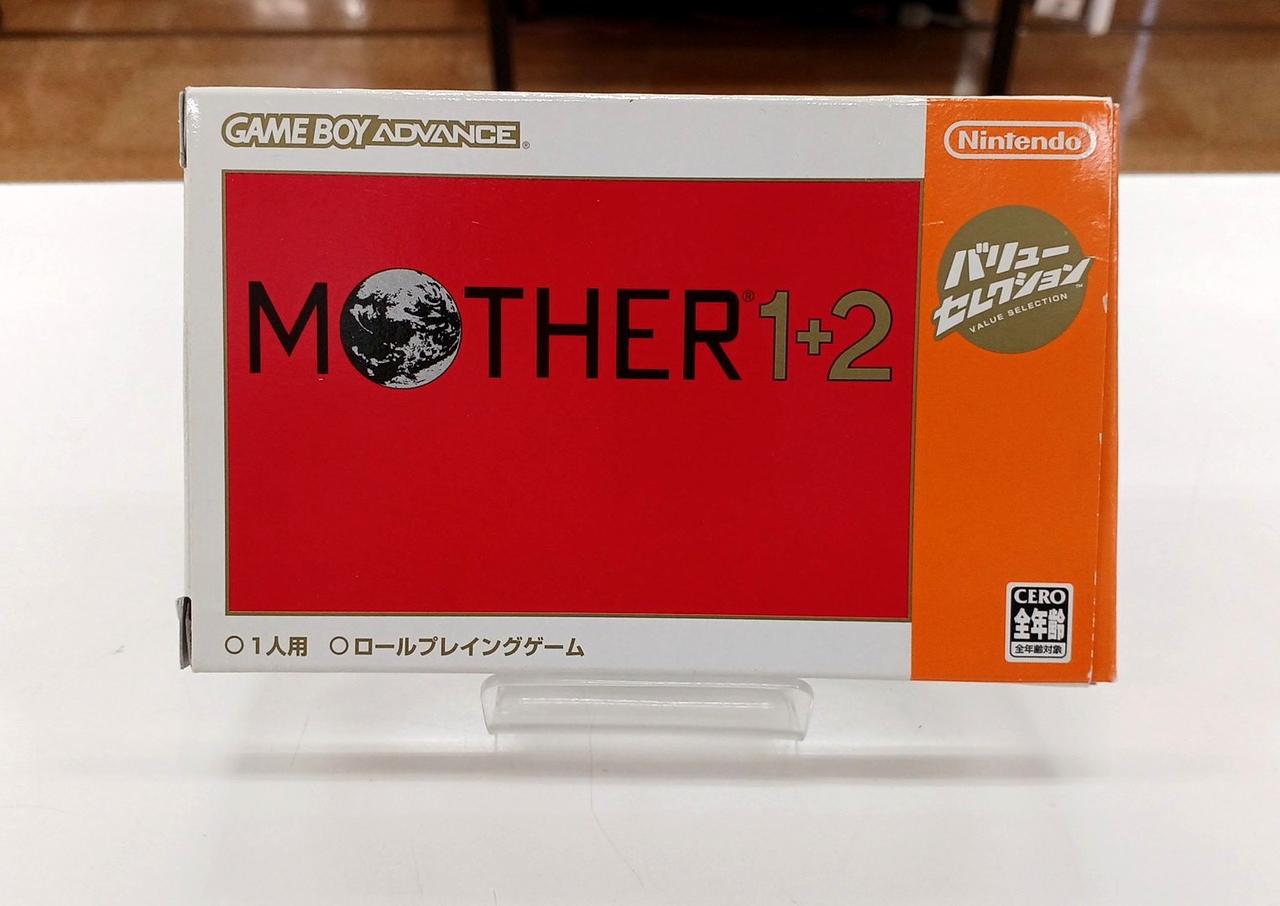 GAME BOY ADVANCE®
Nintendo®
バリュー
セレクション™
VALUE SELECTION
MOTHER®1+2
○1人用 ○ロールプレイングゲーム
CERO
全年齢
全年齢対象